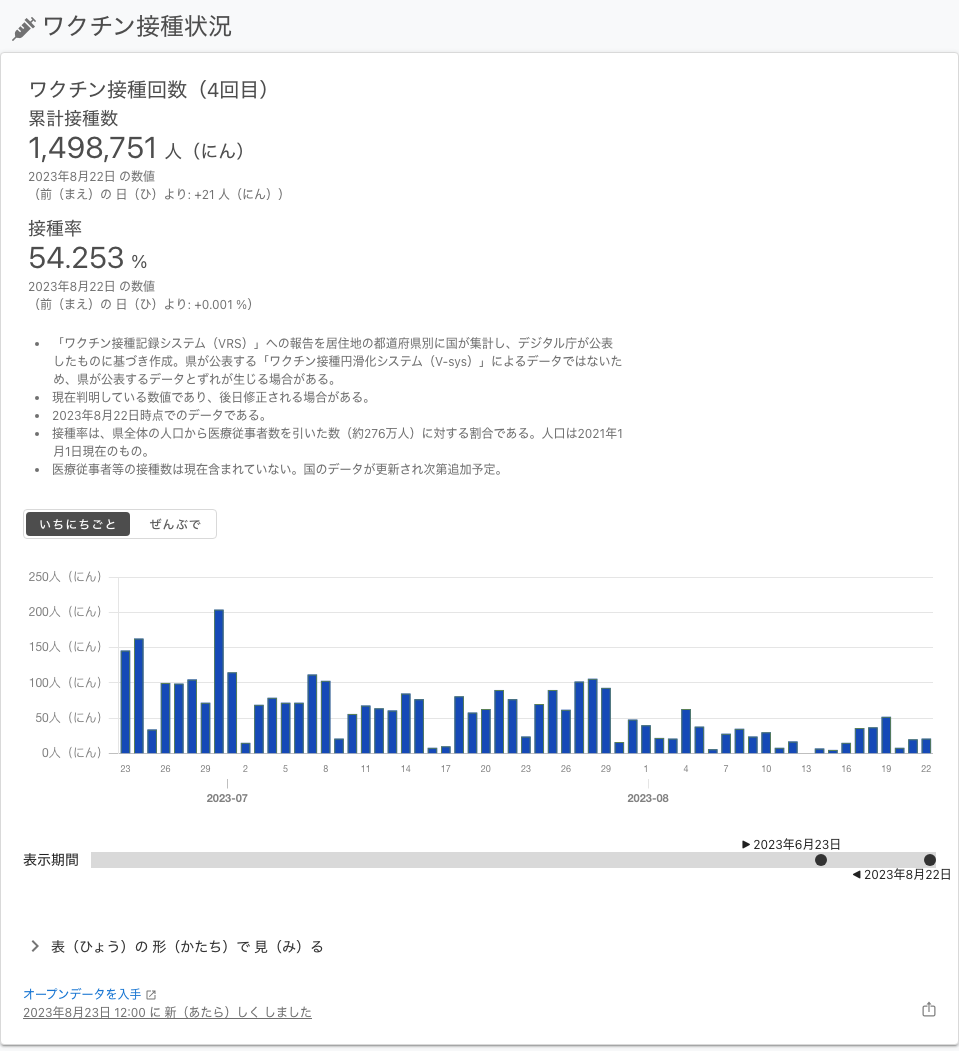 ワクチン接種状況
ワクチン接種回数（4回目）
累計接種数
1,498,751 人（にん）
2023年8月22日 の数値
（前（まえ）の 日（ひ）より: +21 人（にん））
接種率
54.253 %
2023年8月22日 の数値
（前（まえ）の 日（ひ）より: +0.001 %）
• 「ワクチン接種記録システム（VRS）」への報告を居住地の都道府県別に国が集計し、デジタル庁が公表
したものに基づき作成。県が公表する「ワクチン接種円滑化システム（V-sys）」によるデータではないた
め、県が公表するデータとずれが生じる場合がある。
• 現在判明している数値であり、後日修正される場合がある。
• 2023年8月22日時点でのデータである。
• 接種率は、県全体の人口から医療従事者数を引いた数（約276万人）に対する割合である。人口は2021年1
月1日現在のもの。
• 医療従事者等の接種数は現在含まれていない。国のデータが更新され次第追加予定。
いちにちごと ぜんぶで
250人（にん）
200人（にん）
150人（にん）
100人（にん）
50人（にん）
0人（にん）
23 26 29 2 5 8 11 14 17 20 23 26 29 1 4 7 10 13 16 19 22
2023-07 2023-08
2023年6月23日
表示期間
2023年8月22日
表（ひょう）の 形（かたち）で 見（み）る
オープンデータを入手
2023年8月23日 12:00 に 新（あたら）しく しました